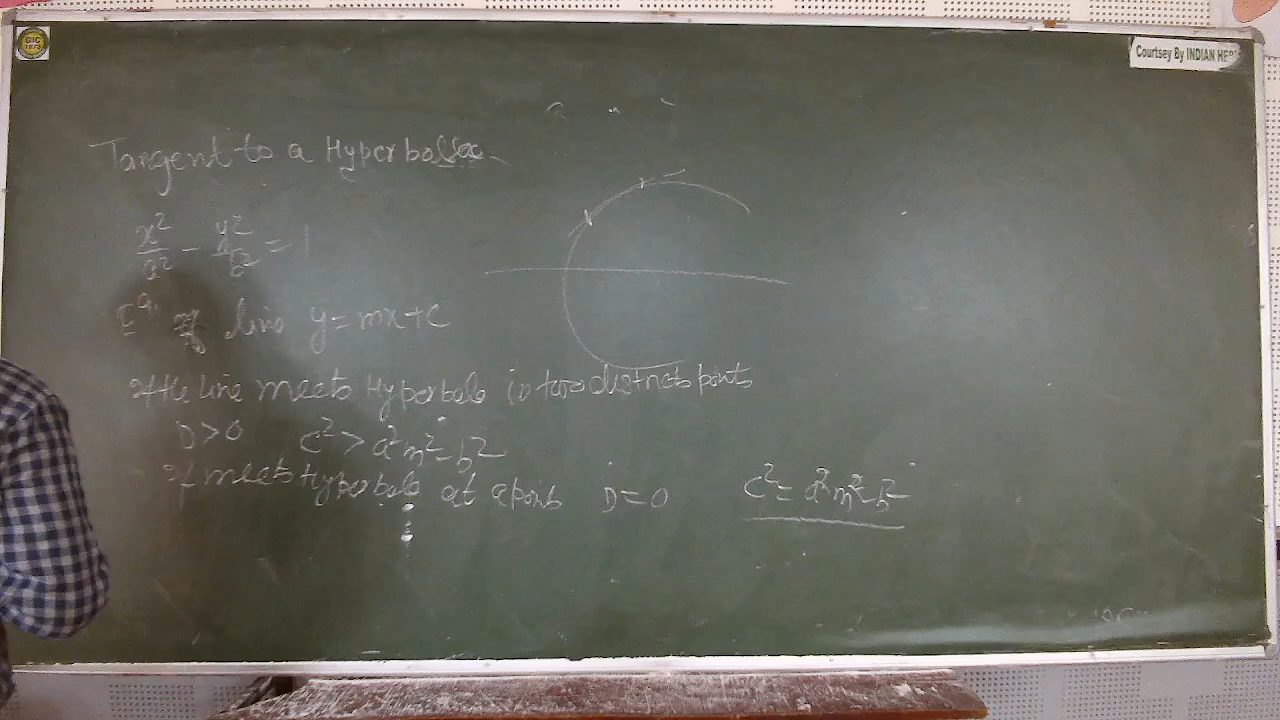 Courtsey By INDIAN HE
Tangent to a Hyperbola
x²/a² - y²/b² = 1
Eq. of line y = mx + c
If the line meets Hyperbola in two distinct points
D > 0 c² > a²m² - b²
If meets Hyperbola at a point D = 0 c² = a²m² - b²